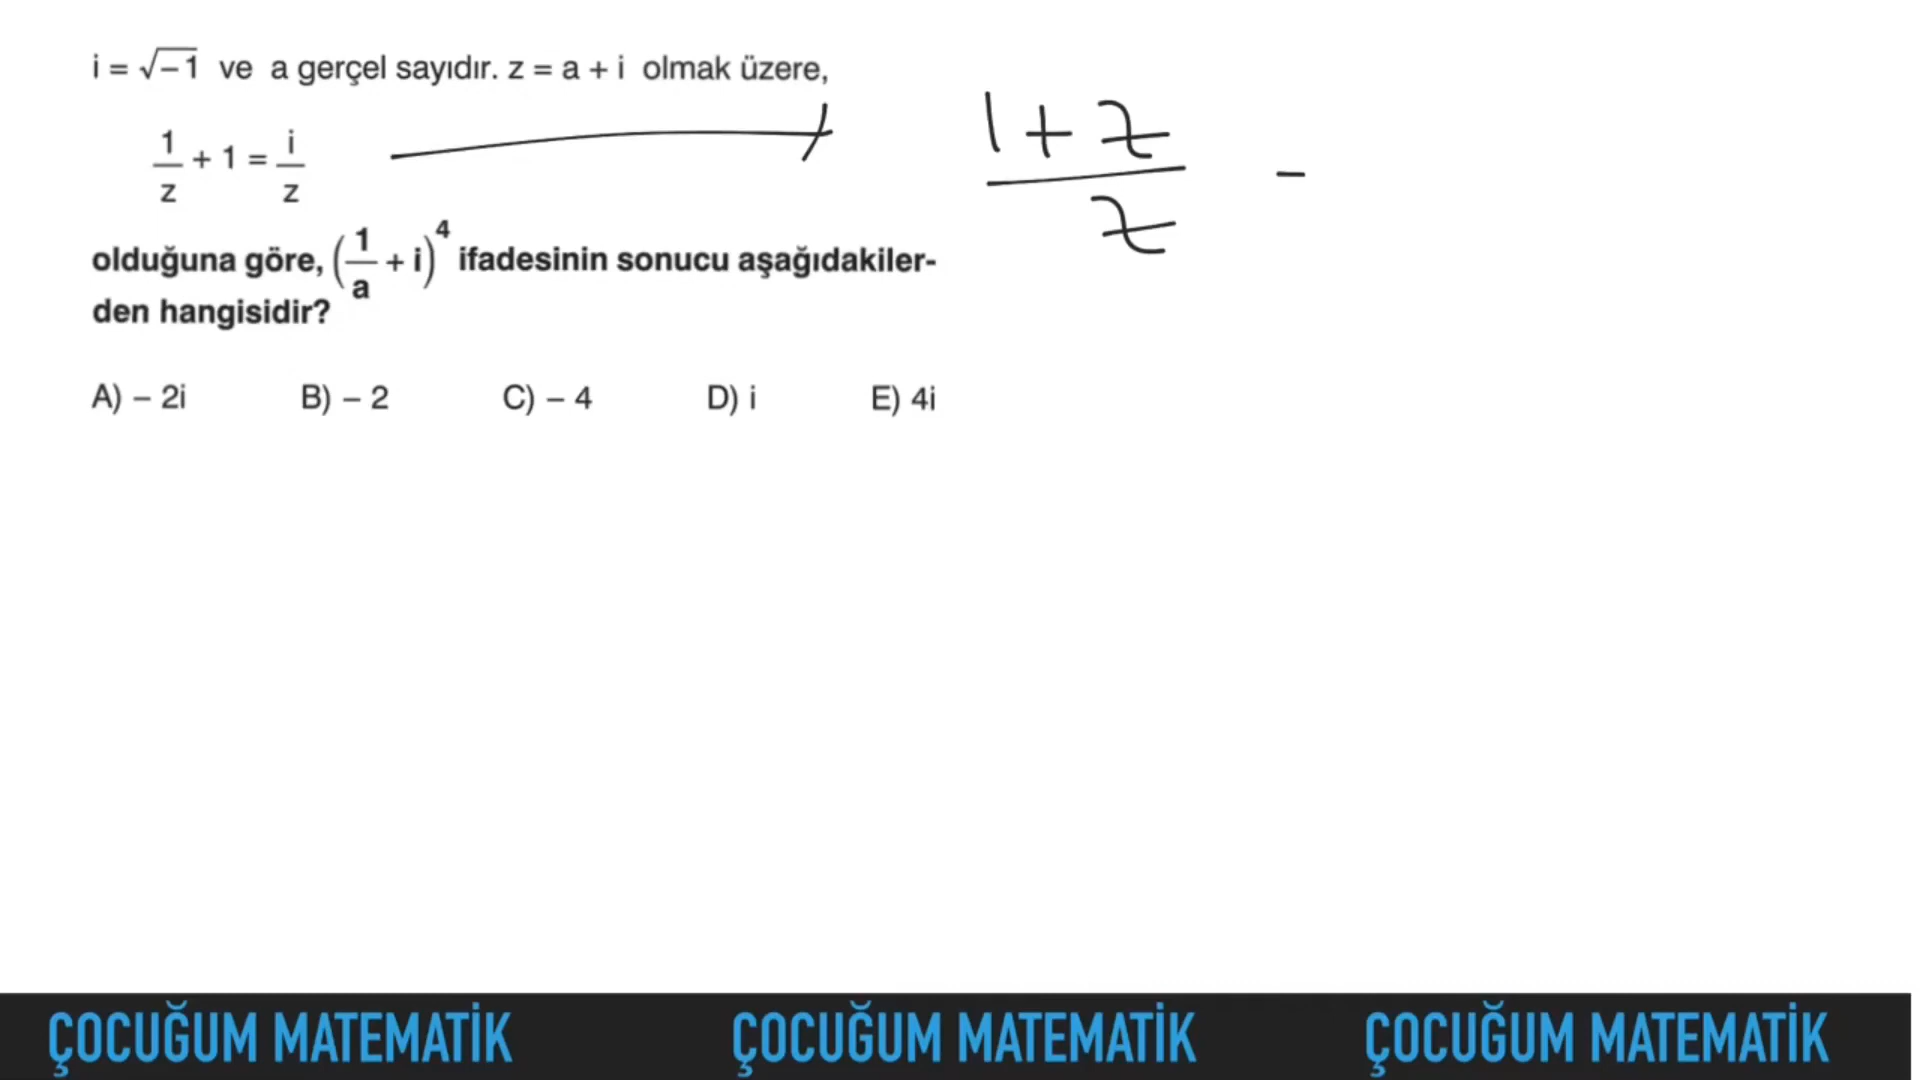 i = √−1 ve a gerçel sayıdır. z = a + i olmak üzere,
1/z + 1 = i/z
1 + z / z -
olduğuna göre, (1/a + i)^4 ifadesinin sonucu aşağıdakiler-
den hangisidir?
A) − 2i B) − 2 C) − 4 D) i E) 4i
ÇOCUĞUM MATEMATİK ÇOCUĞUM MATEMATİK ÇOCUĞUM MATEMATİK